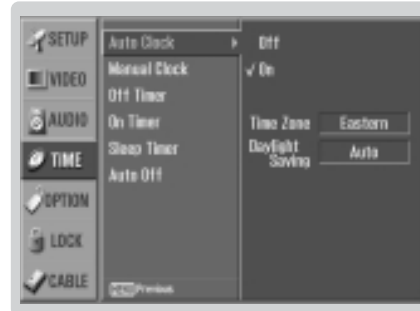 SETUP
VIDEO
AUDIO
TIME
OPTION
LOCK
CABLE
Auto Clock
Manual Clock
Off Timer
On Timer
Sleep Timer
Auto Off
MENU Previous
Off
√ On
Time Zone Eastern
Daylight
Saving Auto